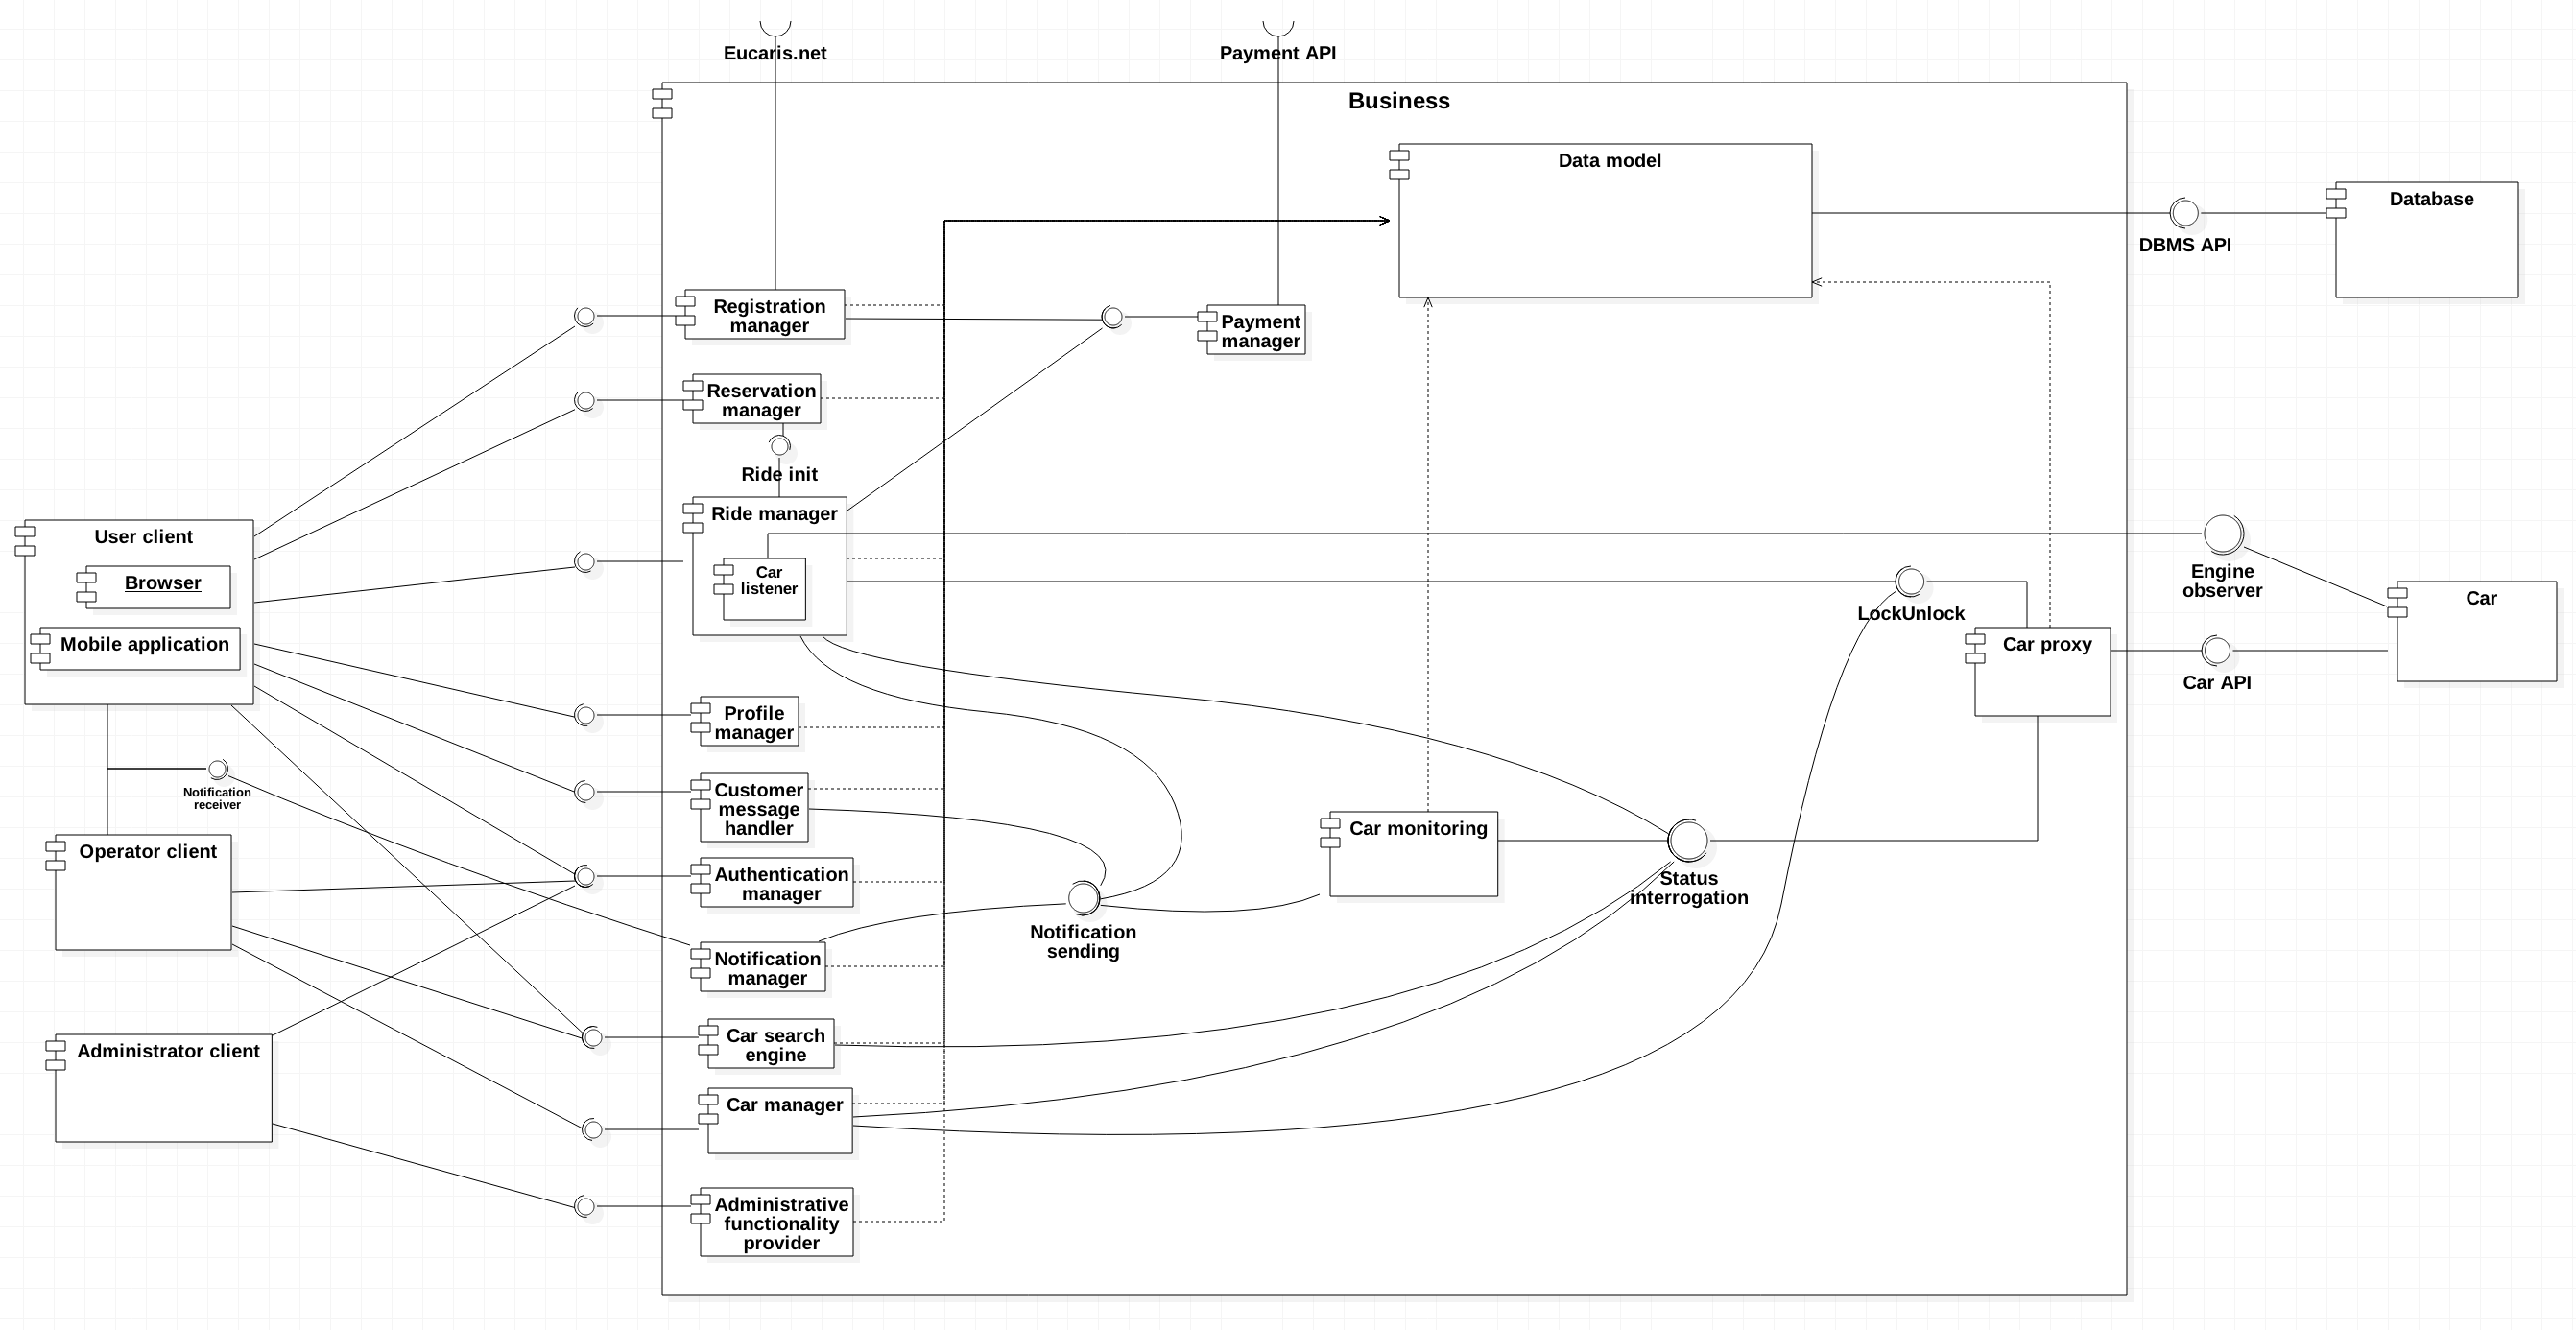 Eucaris.net
Payment API
Business
Data model
Database
DBMS API
Registration
manager
Payment
manager
Reservation
manager
Ride init
Ride manager
Car
listener
User client
Browser
Mobile application
Engine
observer
LockUnlock
Car
Car proxy
Car API
Profile
manager
Notification
receiver
Customer
message
handler
Car monitoring
Operator client
Authentication
manager
Status
interrogation
Notification
sending
Notification
manager
Car search
engine
Administrator client
Car manager
Administrative
functionality
provider